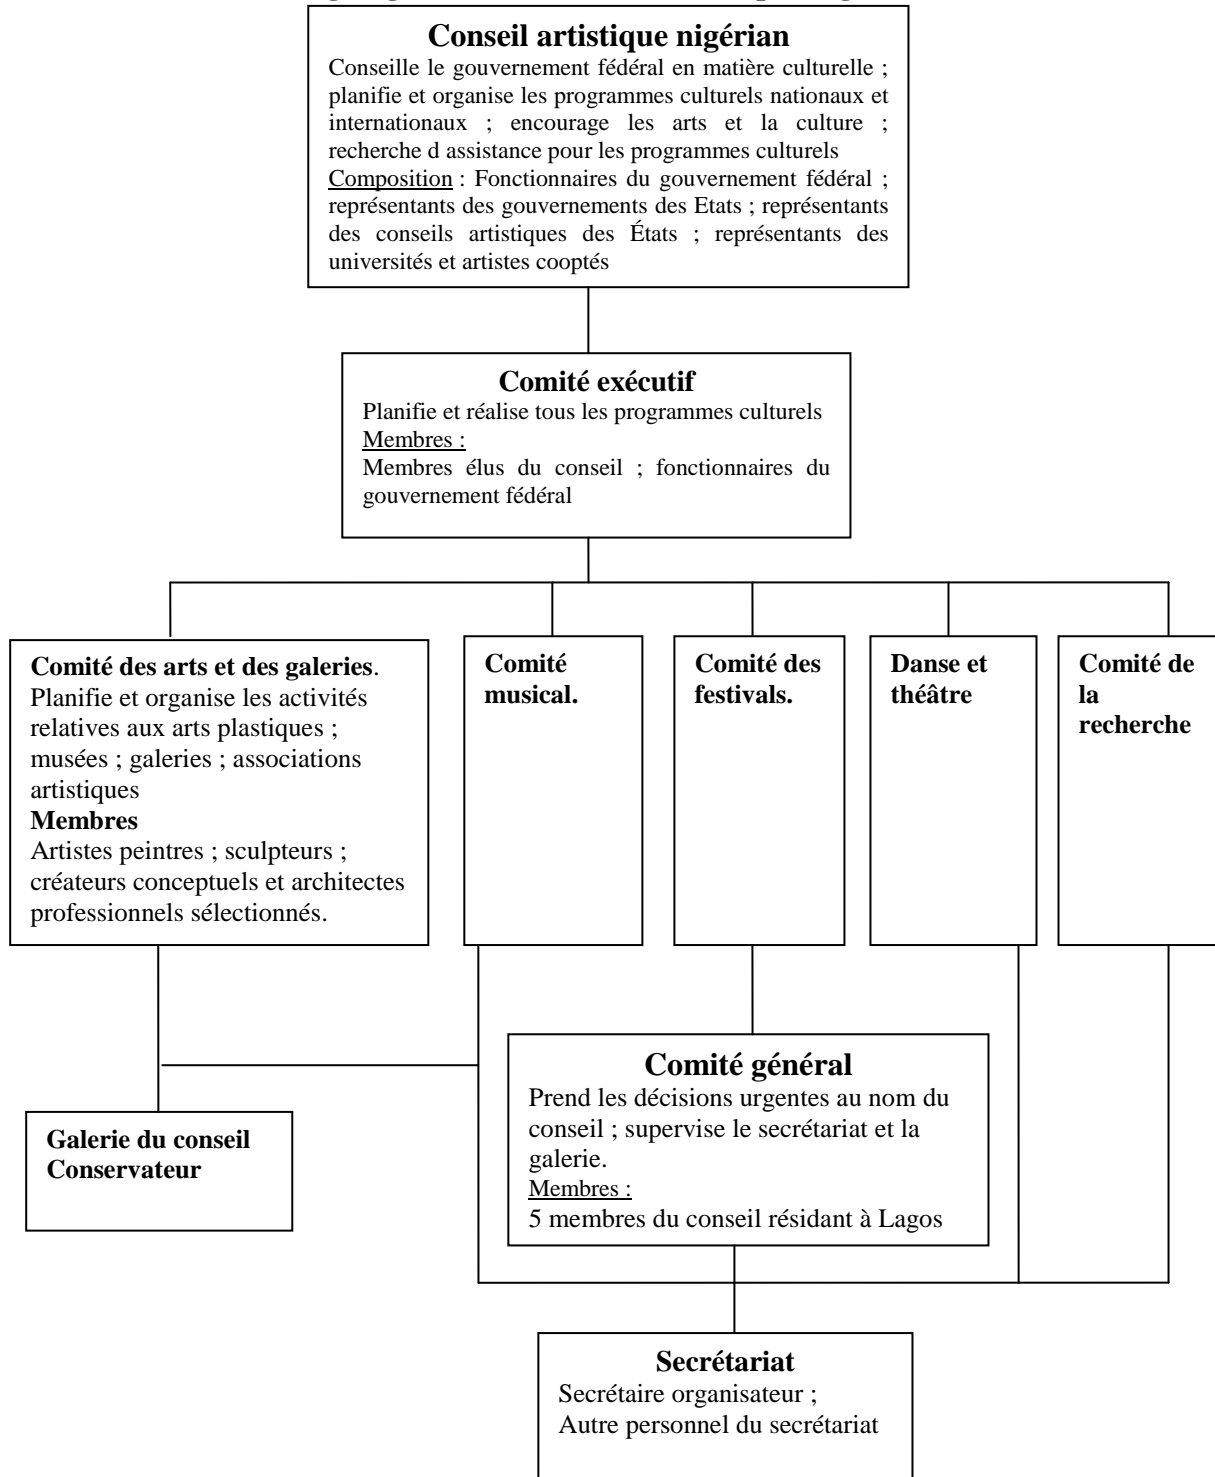 Conseil artistique nigérian
Conseille le gouvernement fédéral en matière culturelle ;
planifie et organise les programmes culturels nationaux et
internationaux ; encourage les arts et la culture ;
recherche d assistance pour les programmes culturels
Composition : Fonctionnaires du gouvernement fédéral ;
représentants des gouvernements des Etats ; représentants
des conseils artistiques des États ; représentants des
universités et artistes cooptés
Comité exécutif
Planifie et réalise tous les programmes culturels
Membres :
Membres élus du conseil ; fonctionnaires du
gouvernement fédéral
Comité des arts et des galeries.
Planifie et organise les activités
relatives aux arts plastiques ;
musées ; galeries ; associations
artistiques
Membres
Artistes peintres ; sculpteurs ;
créateurs conceptuels et architectes
professionnels sélectionnés.
Comité
musical.
Comité des
festivals.
Danse et
théâtre
Comité de
la
recherche
Comité général
Prend les décisions urgentes au nom du
conseil ; supervise le secrétariat et la
galerie.
Membres :
5 membres du conseil résidant à Lagos
Galerie du conseil
Conservateur
Secrétariat
Secrétaire organisateur ;
Autre personnel du secrétariat